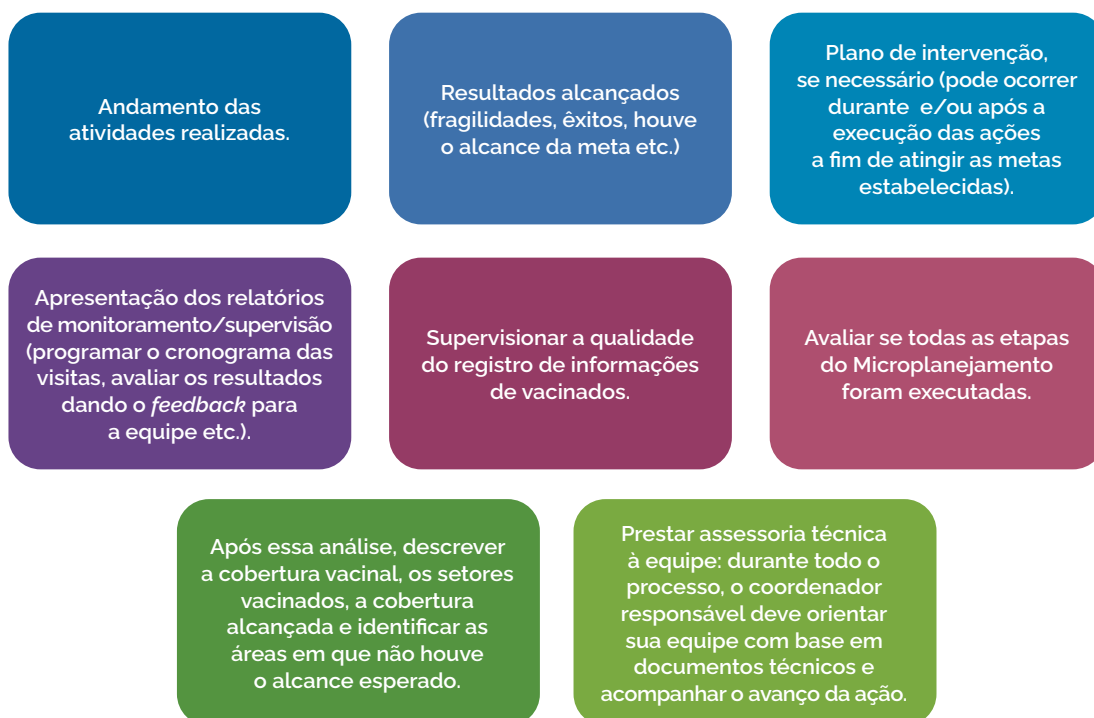 Andamento das
atividades realizadas.
Resultados alcançados
(fragilidades, êxitos, houve
o alcance da meta etc.)
Plano de intervenção,
se necessário (pode ocorrer
durante e/ou após a
execução das ações
a fim de atingir as metas
estabelecidas).
Apresentação dos relatórios
de monitoramento/supervisão
(programar o cronograma das
visitas, avaliar os resultados
dando o feedback para
a equipe etc.).
Supervisionar a qualidade
do registro de informações
de vacinados.
Avaliar se todas as etapas
do Microplanejamento
foram executadas.
Após essa análise, descrever
a cobertura vacinal, os setores
vacinados, a cobertura
alcançada e identificar as
áreas em que não houve
o alcance esperado.
Prestar assessoria técnica
à equipe: durante todo o
processo, o coordenador
responsável deve orientar
sua equipe com base em
documentos técnicos e
acompanhar o avanço da ação.